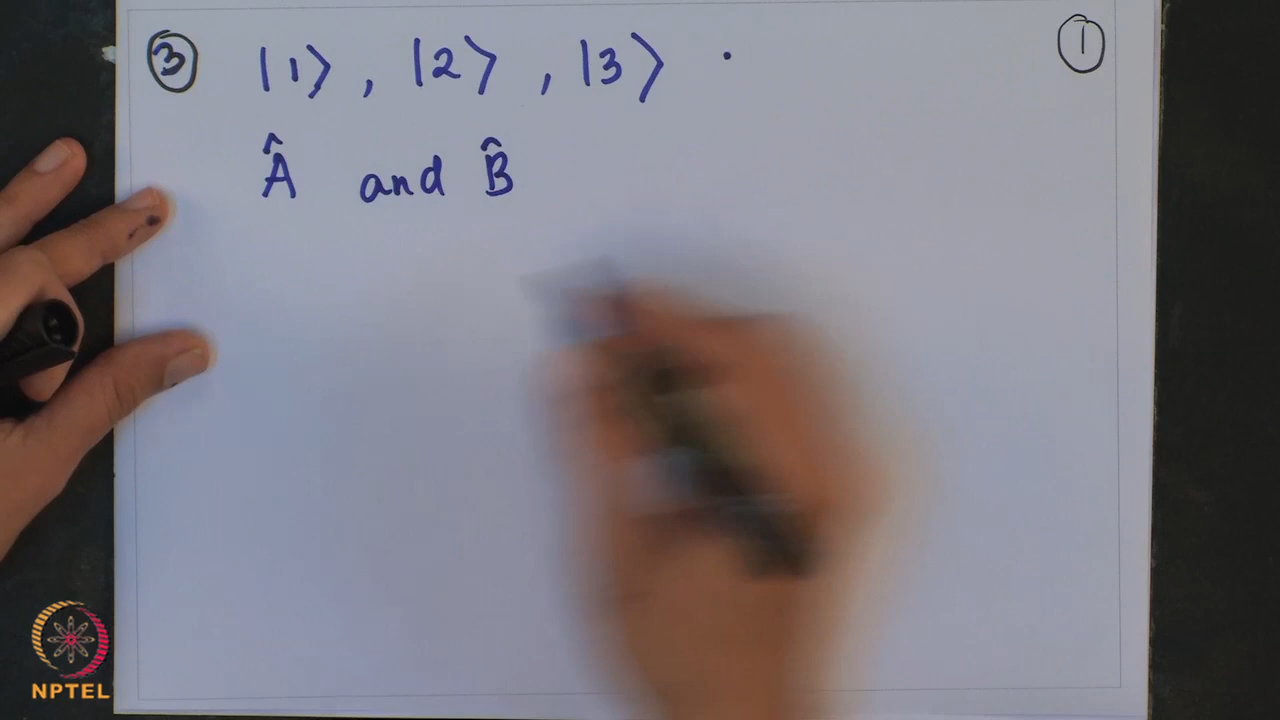 ③ |1⟩ , |2⟩ , |3⟩ . ①
Â and B̂
NPTEL